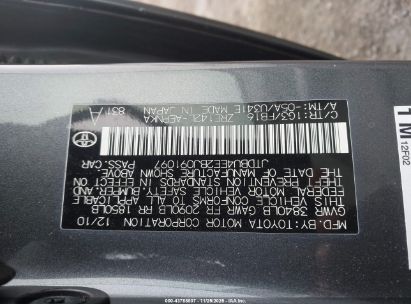 MFD. BY: TOYOTA MOTOR CORPORATION 12/10
GVWR 3840LB GAWR FR 2090LB RR 1850LB
THIS VEHICLE CONFORMS TO ALL APPLICABLE
FEDERAL MOTOR VEHICLE SAFETY, BUMPER, AND
THEFT PREVENTION STANDARDS IN EFFECT ON
THE DATE OF MANUFACTURE SHOWN ABOVE.
JTDBU4EE2BJ091097 PASS. CAR
C/TR:1G3/FB16 ZRE142L-AEPNKA
A/TM:-05A/U341E MADE IN JAPAN
12F02